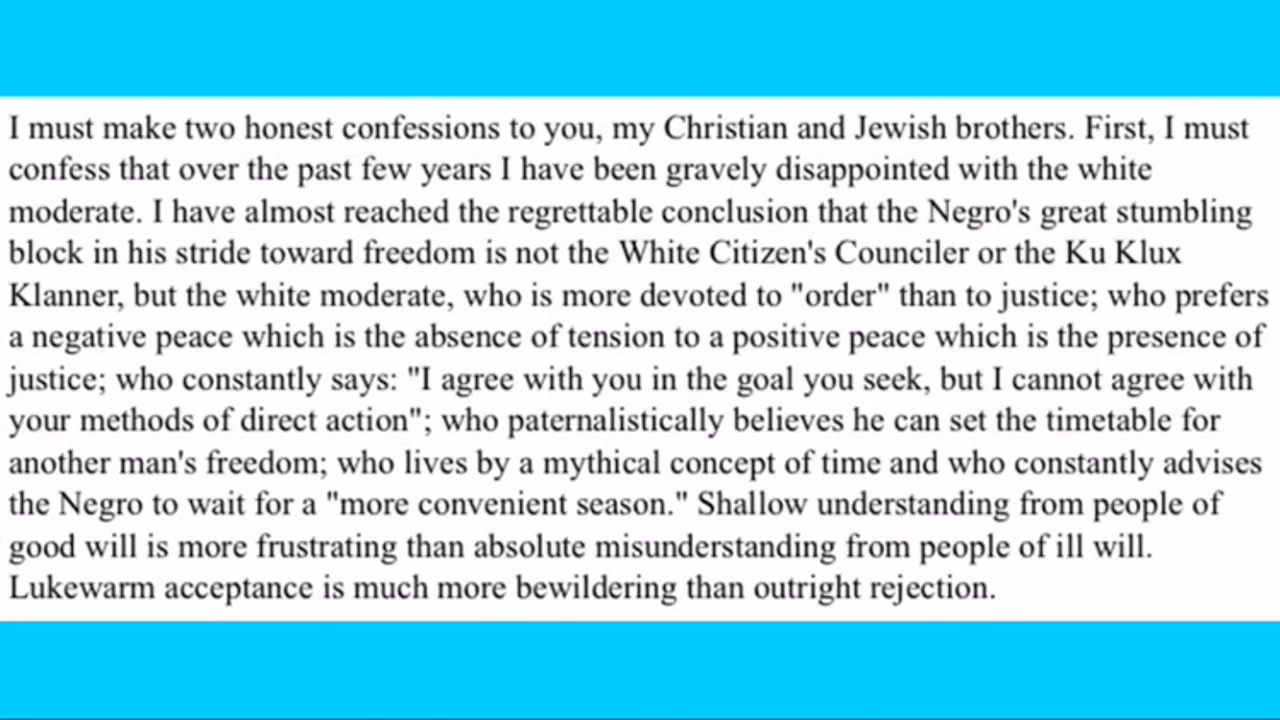 I must make two honest confessions to you, my Christian and Jewish brothers. First, I must
confess that over the past few years I have been gravely disappointed with the white
moderate. I have almost reached the regrettable conclusion that the Negro's great stumbling
block in his stride toward freedom is not the White Citizen's Counciler or the Ku Klux
Klanner, but the white moderate, who is more devoted to "order" than to justice; who prefers
a negative peace which is the absence of tension to a positive peace which is the presence of
justice; who constantly says: "I agree with you in the goal you seek, but I cannot agree with
your methods of direct action"; who paternalistically believes he can set the timetable for
another man's freedom; who lives by a mythical concept of time and who constantly advises
the Negro to wait for a "more convenient season." Shallow understanding from people of
good will is more frustrating than absolute misunderstanding from people of ill will.
Lukewarm acceptance is much more bewildering than outright rejection.